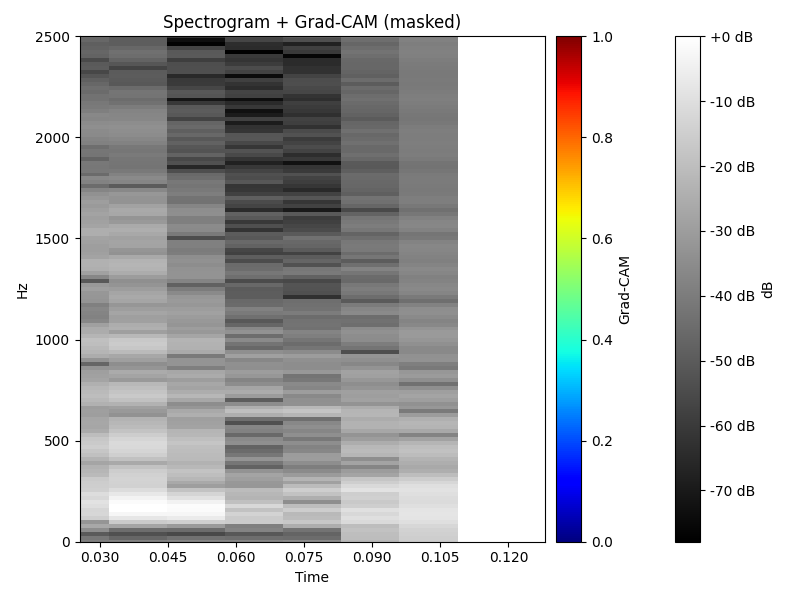 Spectrogram + Grad-CAM (masked)
2500
2000
1500
1000
500
0
Hz
0.030
0.045
0.060
0.075
0.090
0.105
0.120
Time
1.0
0.8
0.6
0.4
0.2
0.0
Grad-CAM
+0 dB
-10 dB
-20 dB
-30 dB
-40 dB
-50 dB
-60 dB
-70 dB
dB